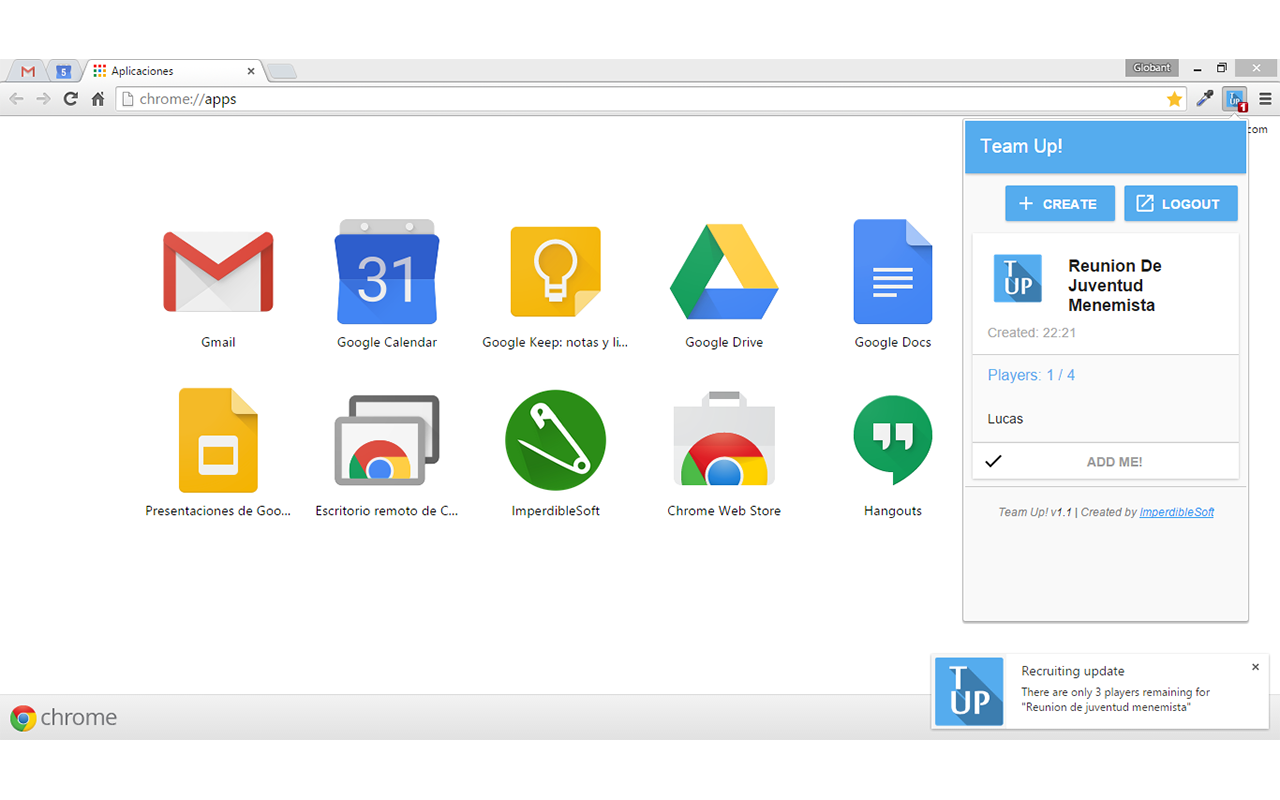 5
Aplicaciones
Globant
chrome://apps
T
UP
1
com
Team Up!
CREATE
LOGOUT
T
UP
Reunion De
Juventud
Menemista
Created: 22:21
Players: 1 / 4
Lucas
ADD ME!
Team Up! v1.1 | Created by ImperdibleSoft
31
Gmail
Google Calendar
Google Keep: notas y li...
Google Drive
Google Docs
Presentaciones de Goo...
Escritorio remoto de C...
ImperdibleSoft
Chrome Web Store
Hangouts
T
UP
Recruiting update
There are only 3 players remaining for
"Reunion de juventud menemista"
chrome